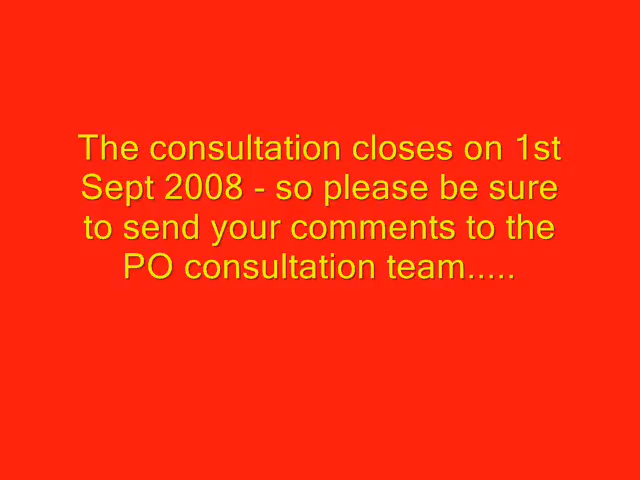 The consultation closes on 1st
Sept 2008 - so please be sure
to send your comments to the
PO consultation team.....